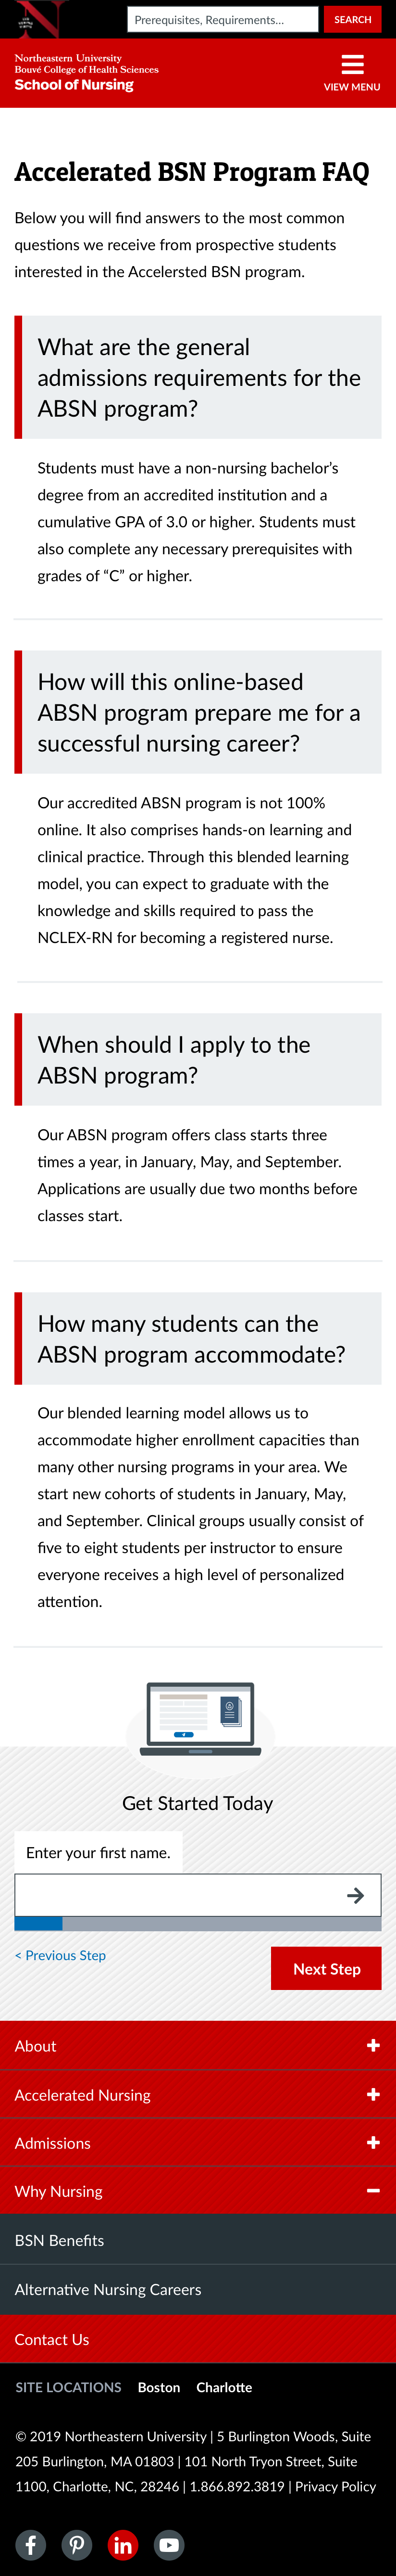 Prerequisites, Requirements...
SEARCH
Northeastern University
Bouvé College of Health Sciences
School of Nursing
VIEW MENU
Accelerated BSN Program FAQ
Below you will find answers to the most common
questions we receive from prospective students
interested in the Accelersted BSN program.
What are the general
admissions requirements for the
ABSN program?
Students must have a non-nursing bachelor’s
degree from an accredited institution and a
cumulative GPA of 3.0 or higher. Students must
also complete any necessary prerequisites with
grades of “C” or higher.
How will this online-based
ABSN program prepare me for a
successful nursing career?
Our accredited ABSN program is not 100%
online. It also comprises hands-on learning and
clinical practice. Through this blended learning
model, you can expect to graduate with the
knowledge and skills required to pass the
NCLEX-RN for becoming a registered nurse.
When should I apply to the
ABSN program?
Our ABSN program offers class starts three
times a year, in January, May, and September.
Applications are usually due two months before
classes start.
How many students can the
ABSN program accommodate?
Our blended learning model allows us to
accommodate higher enrollment capacities than
many other nursing programs in your area. We
start new cohorts of students in January, May,
and September. Clinical groups usually consist of
five to eight students per instructor to ensure
everyone receives a high level of personalized
attention.
Get Started Today
Enter your first name.
< Previous Step
Next Step
About
Accelerated Nursing
Admissions
Why Nursing
BSN Benefits
Alternative Nursing Careers
Contact Us
SITE LOCATIONS Boston Charlotte
© 2019 Northeastern University | 5 Burlington Woods, Suite
205 Burlington, MA 01803 | 101 North Tryon Street, Suite
1100, Charlotte, NC, 28246 | 1.866.892.3819 | Privacy Policy